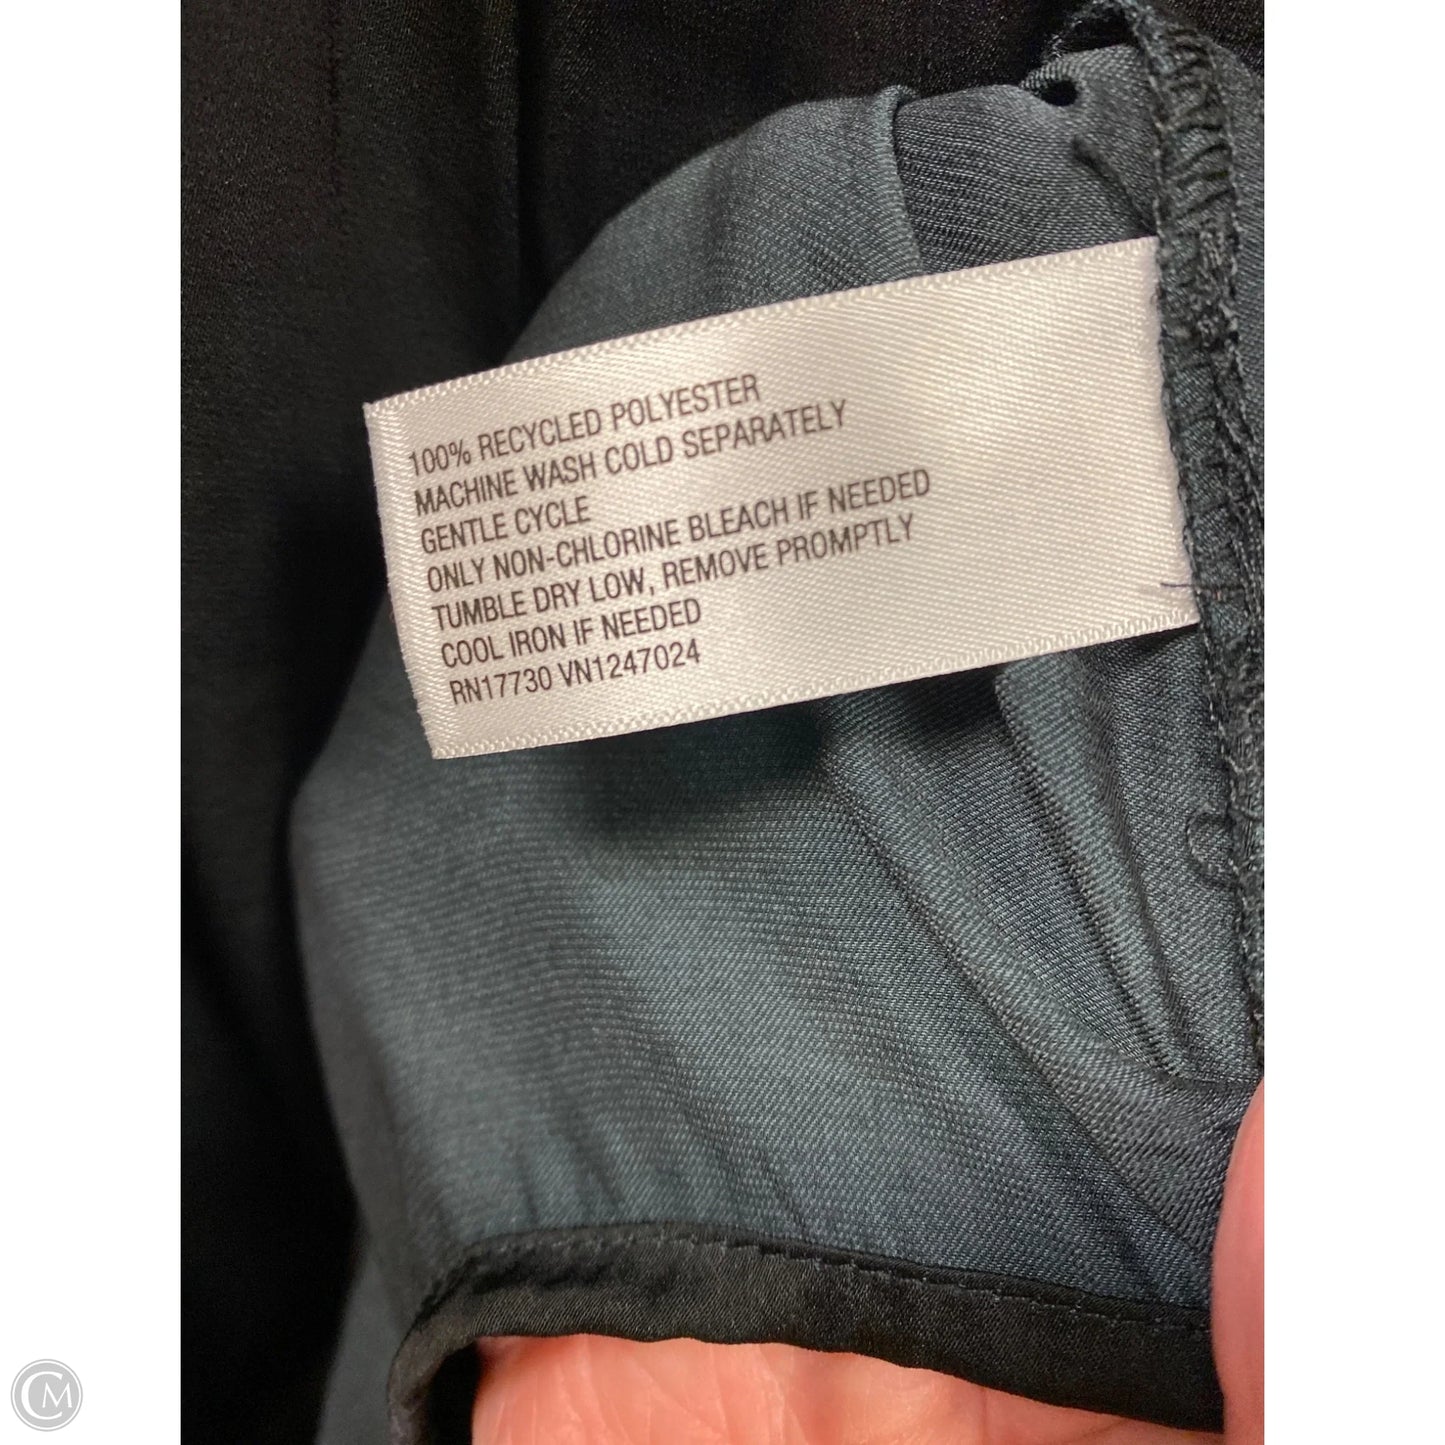 100% RECYCLED POLYESTER
MACHINE WASH COLD SEPARATELY
GENTLE CYCLE
ONLY NON-CHLORINE BLEACH IF NEEDED
TUMBLE DRY LOW, REMOVE PROMPTLY
COOL IRON IF NEEDED
RN17730 VN1247024
CM